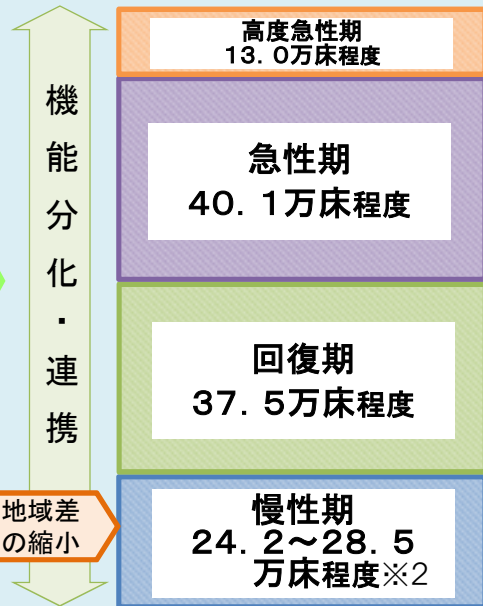 機能分化・連携
高度急性期
13.0万床程度
急性期
40.1万床程度
回復期
37.5万床程度
地域差
の縮小
慢性期
24.2～28.5
万床程度※2